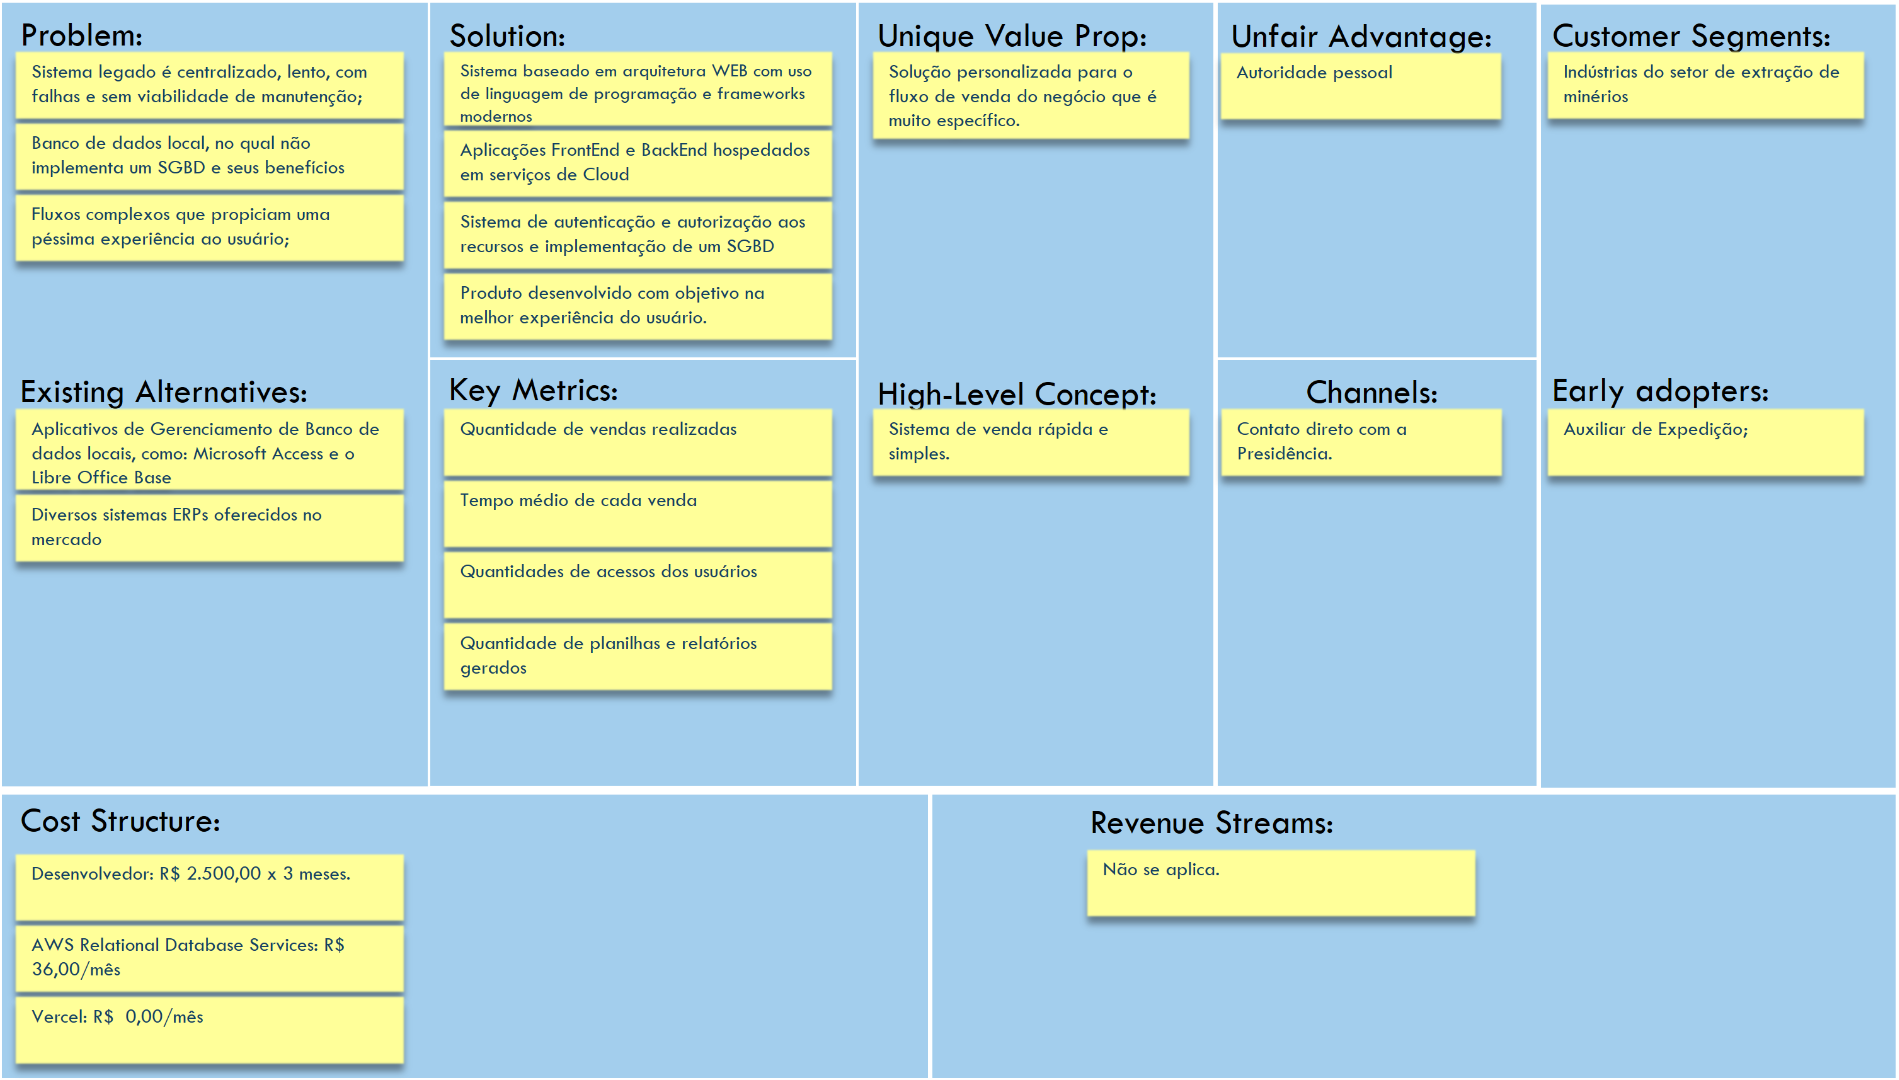 Problem:
Sistema legado é centralizado, lento, com
falhas e sem viabilidade de manutenção;
Banco de dados local, no qual não
implementa um SGBD e seus benefícios
Fluxos complexos que propiciam uma
péssima experiência ao usuário;
Existing Alternatives:
Aplicativos de Gerenciamento de Banco de
dados locais, como: Microsoft Access e o
Libre Office Base
Diversos sistemas ERPs oferecidos no
mercado
Solution:
Sistema baseado em arquitetura WEB com uso
de linguagem de programação e frameworks
modernos
Aplicações FrontEnd e BackEnd hospedados
em serviços de Cloud
Sistema de autenticação e autorização aos
recursos e implementação de um SGBD
Produto desenvolvido com objetivo na
melhor experiência do usuário.
Key Metrics:
Quantidade de vendas realizadas
Tempo médio de cada venda
Quantidades de acessos dos usuários
Quantidade de planilhas e relatórios
gerados
Unique Value Prop:
Solução personalizada para o
fluxo de venda do negócio que é
muito específico.
High-Level Concept:
Sistema de venda rápida e
simples.
Unfair Advantage:
Autoridade pessoal
Channels:
Contato direto com a
Presidência.
Customer Segments:
Indústrias do setor de extração de
minérios
Early adopters:
Auxiliar de Expedição;
Cost Structure:
Desenvolvedor: R$ 2.500,00 x 3 meses.
AWS Relational Database Services: R$
36,00/mês
Vercel: R$  0,00/mês
Revenue Streams:
Não se aplica.